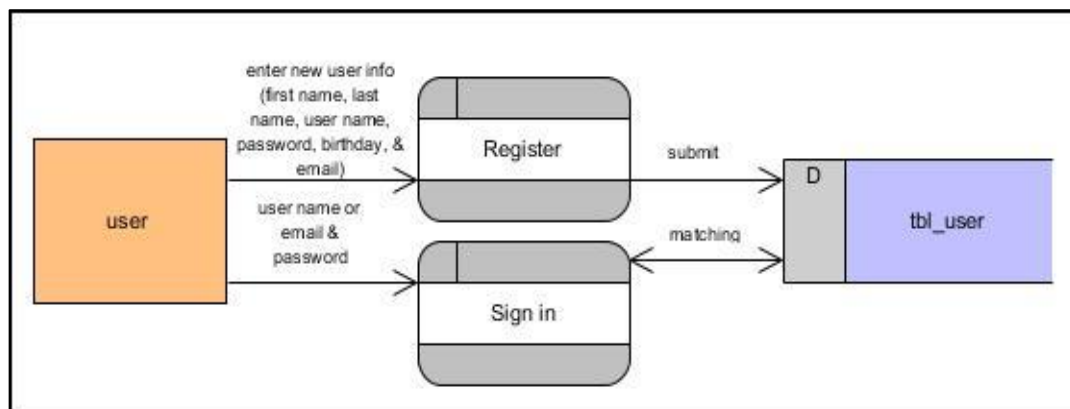 enter new user info
(first name, last
name, user name,
password, birthday, &
email)
Register
submit
D
user
tbl_user
user name or
email &
password
matching
Sign in